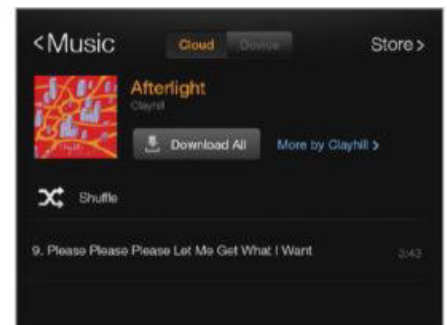 <Music Cloud Device Store>
Afterlight
Clayhill
Download All More by Clayhill >
Shuffle
9. Please Please Please Let Me Get What I Want 2:43